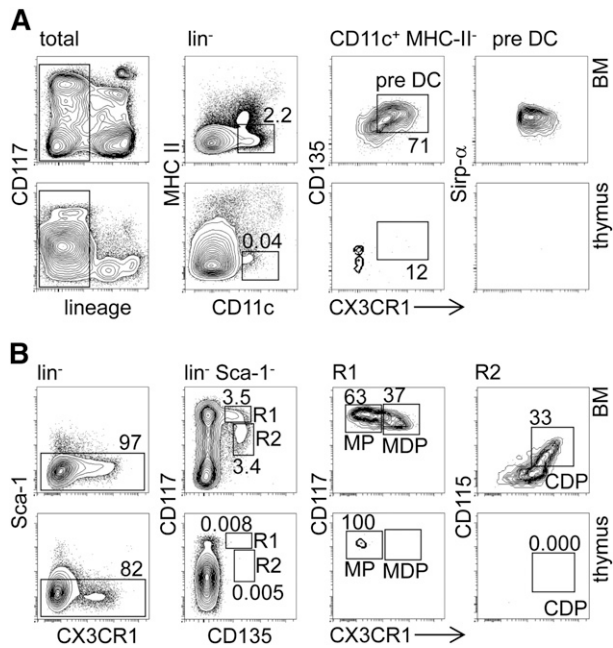 A
total lin⁻ CD11c⁺ MHC-II⁻ pre DC
CD117
MHC II
2.2
CD135
pre DC
71
Sirp-α
BM
0.04
12
thymus
lineage CD11c CX3CR1
B
lin⁻ lin⁻ Sca-1⁻ R1 R2
Sca-1
97
CD117
3.5
R1
R2
3.4
CD117
63 37
MP MDP
CD115
33
CDP
BM
82
0.008
R1
R2
0.005
100
MP MDP
0.000
CDP
thymus
CX3CR1 CD135 CX3CR1